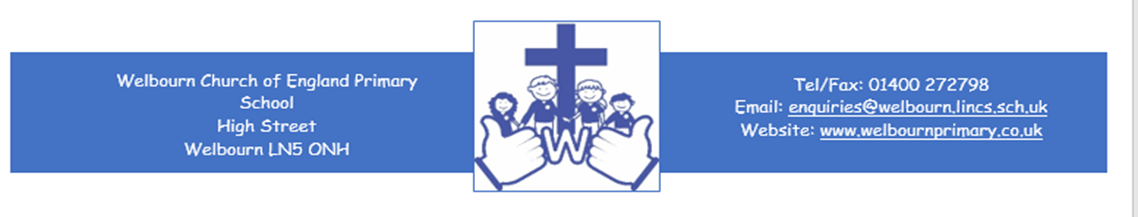 Welbourn Church of England Primary
School
High Street
Welbourn LN5 0NH
W
Tel/Fax: 01400 272798
Email: enquiries@welbourn.lincs.sch.uk
Website: www.welbournprimary.co.uk